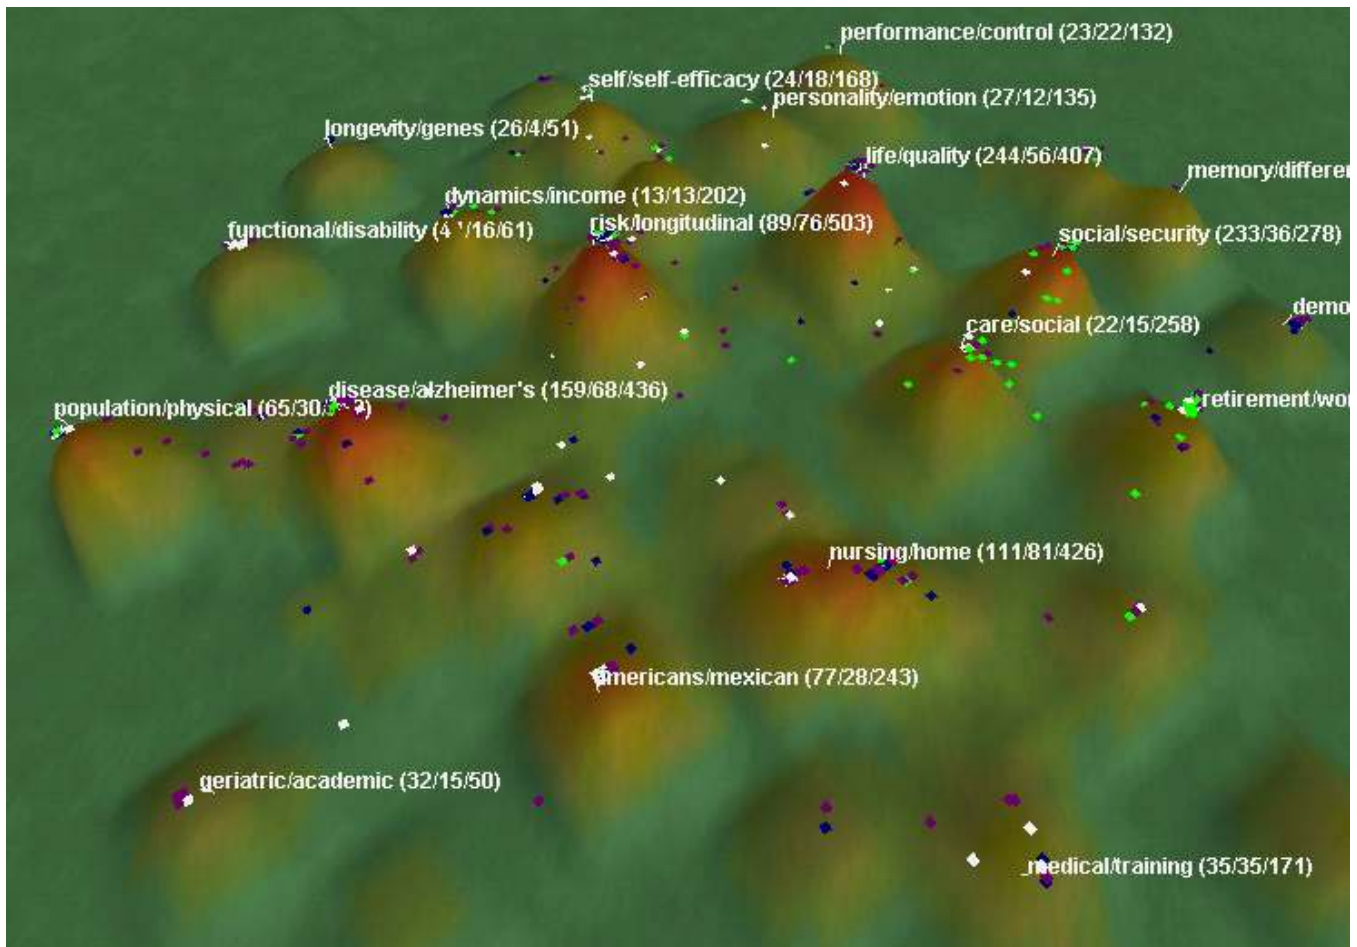 performance/control (23/22/132)
self/self-efficacy (24/18/168)
personality/emotion (27/12/135)
longevity/genes (26/4/51)
life/quality (244/56/407)
memory/differe
dynamics/income (13/13/202)
risk/longitudinal (89/76/503)
functional/disability
social/security (233/36/278)
demo
care/social (22/15/258)
disease/alzheimer's (159/68/436)
retirement/wor
population/physical
nursing/home (111/81/426)
americans/mexican (77/28/243)
geriatric/academic (32/15/50)
medical/training (35/35/171)